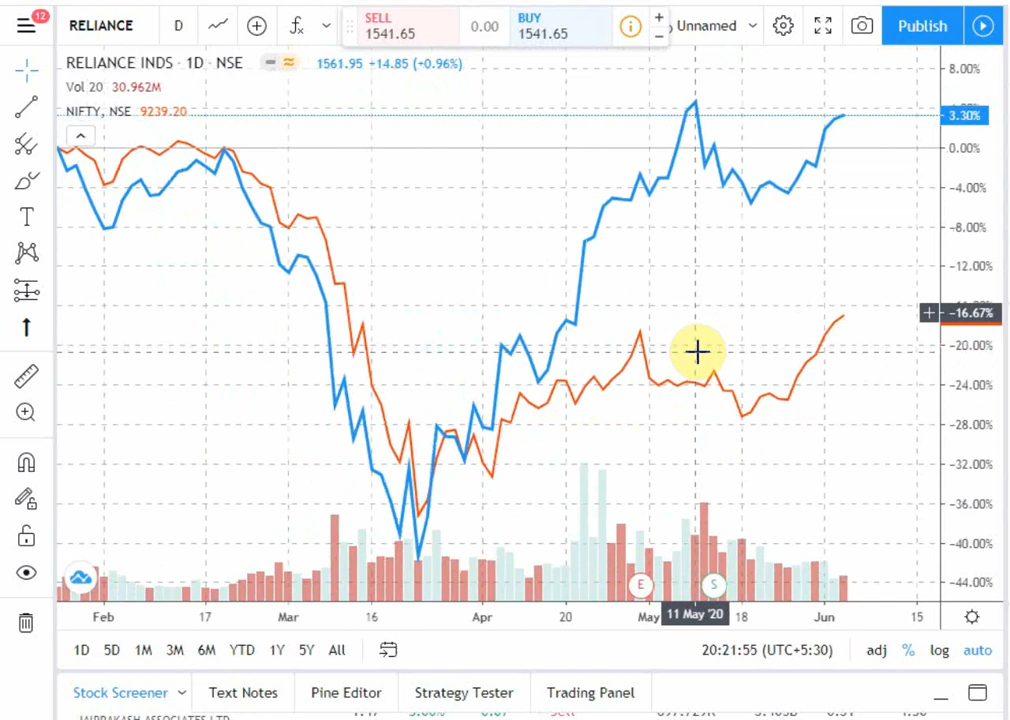 12
RELIANCE D fx SELL 1541.65 0.00 BUY 1541.65 Unnamed Publish
RELIANCE INDS · 1D · NSE 1561.95 +14.85 (+0.96%)
Vol 20 30.962M
NIFTY, NSE 9239.20
8.00%
3.30%
0.00%
−4.00%
−8.00%
−12.00%
−16.67%
−20.00%
−24.00%
−28.00%
−32.00%
−36.00%
−40.00%
−44.00%
E S
Feb 17 Mar 16 Apr 20 May 11 May '20 18 Jun 15
1D 5D 1M 3M 6M YTD 1Y 5Y All 20:21:55 (UTC+5:30) adj % log auto
Stock Screener Text Notes Pine Editor Strategy Tester Trading Panel